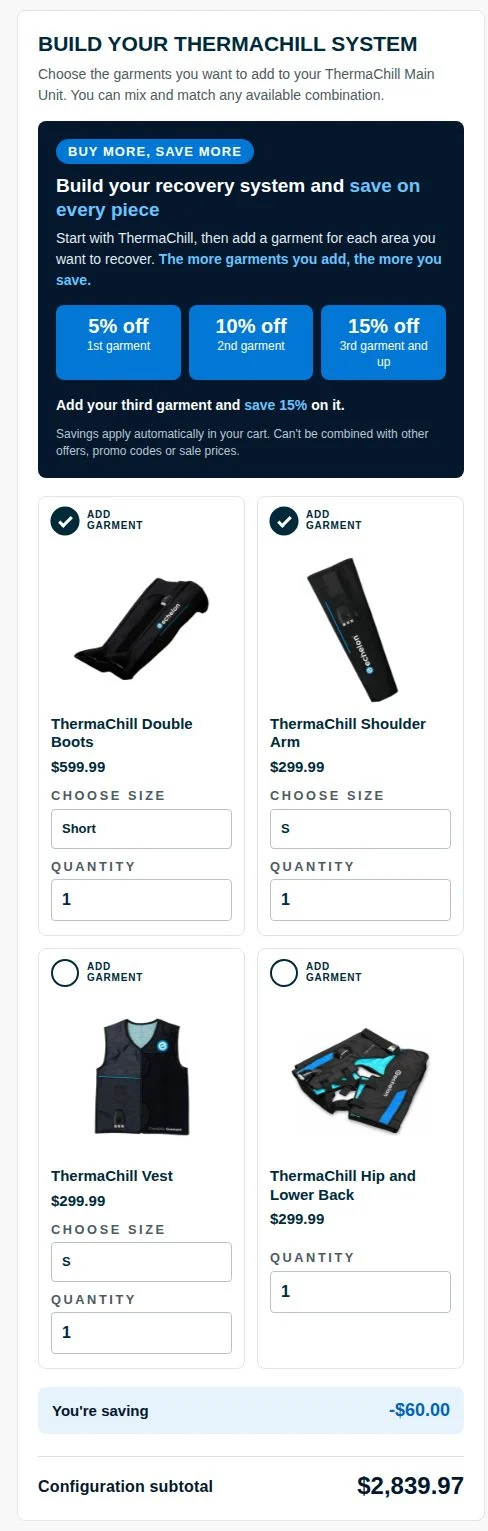 BUILD YOUR THERMACHILL SYSTEM
Choose the garments you want to add to your ThermaChill Main
Unit. You can mix and match any available combination.
BUY MORE, SAVE MORE
Build your recovery system and save on
every piece
Start with ThermaChill, then add a garment for each area you
want to recover. The more garments you add, the more you
save.
5% off
1st garment
10% off
2nd garment
15% off
3rd garment and
up
Add your third garment and save 15% on it.
Savings apply automatically in your cart. Can't be combined with other
offers, promo codes or sale prices.
ADD
GARMENT
echelon
ThermaChill Double
Boots
$599.99
CHOOSE SIZE
Short
QUANTITY
1
ADD
GARMENT
echelon
ThermaChill Shoulder
Arm
$299.99
CHOOSE SIZE
S
QUANTITY
1
ADD
GARMENT
ThermaChill Vest
$299.99
CHOOSE SIZE
S
QUANTITY
1
ADD
GARMENT
echelon
ThermaChill Hip and
Lower Back
$299.99
QUANTITY
1
You're saving
-$60.00
Configuration subtotal
$2,839.97